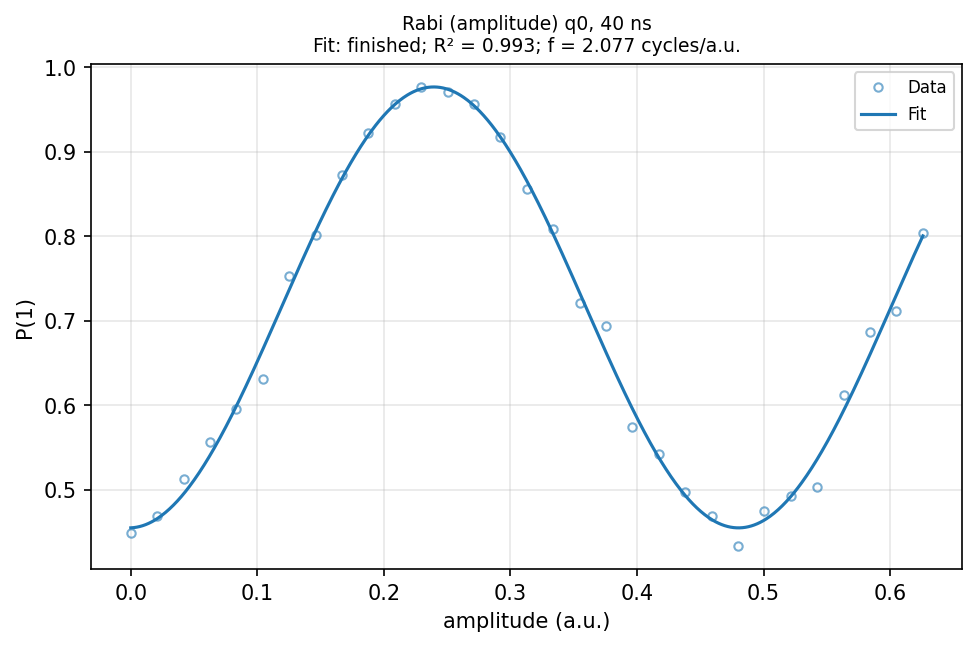 Rabi (amplitude) q0, 40 ns
Fit: finished; R² = 0.993; f = 2.077 cycles/a.u.
Data
Fit
P(1)
1.0
0.9
0.8
0.7
0.6
0.5
0.0 0.1 0.2 0.3 0.4 0.5 0.6
amplitude (a.u.)